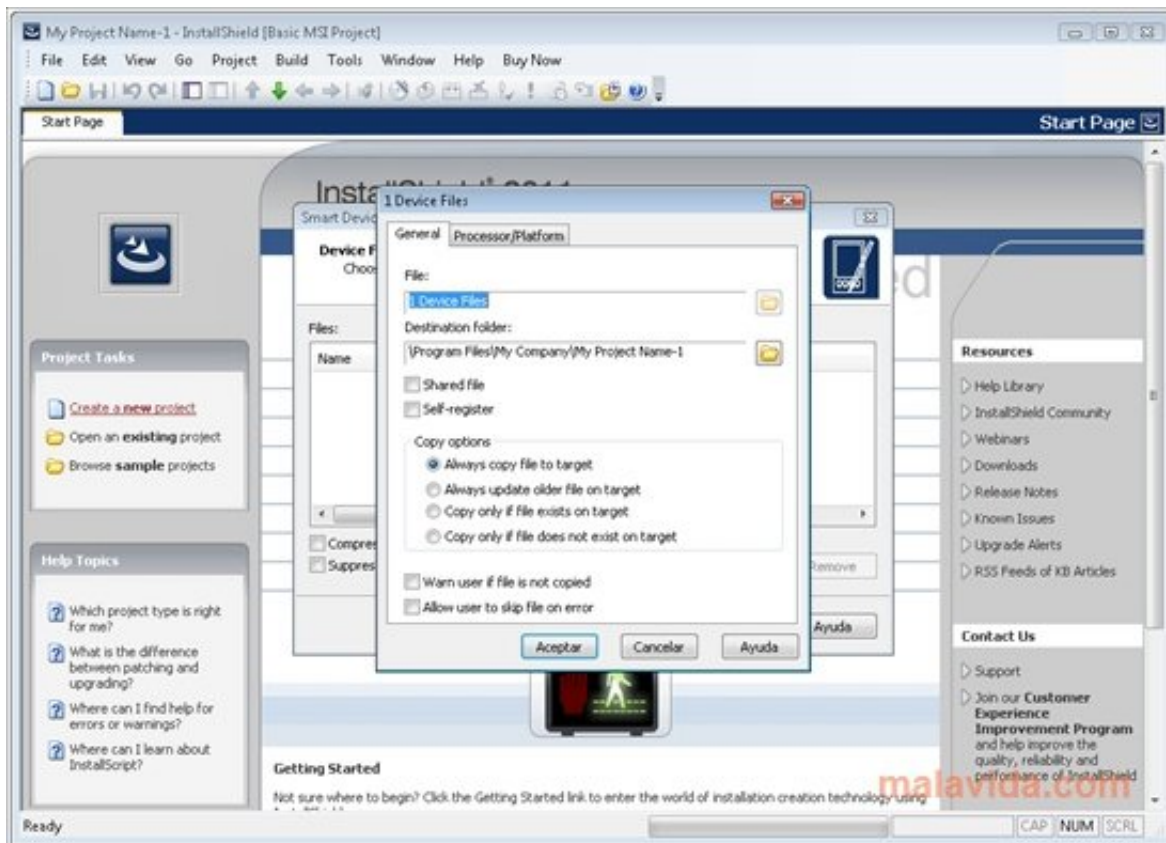 My Project Name-1 - InstallShield [Basic MSI Project]
File Edit View Go Project Build Tools Window Help Buy Now
Start Page
Start Page
Smart Devic
Device F
Choos
Files:
Name
Compres
Suppres
Remove
Ayuda
1 Device Files
General Processor/Platform
File:
1 Device Files
Destination folder:
\Program Files\My Company\My Project Name-1
Shared file
Self-register
Copy options
Always copy file to target
Always update older file on target
Copy only if file exists on target
Copy only if file does not exist on target
Warn user if file is not copied
Allow user to skip file on error
Aceptar Cancelar Ayuda
Project Tasks
Create a new project
Open an existing project
Browse sample projects
Help Topics
Which project type is right
for me?
What is the difference
between patching and
upgrading?
Where can I find help for
errors or warnings?
Where can I learn about
InstallScript?
Getting Started
Not sure where to begin? Click the Getting Started link to enter the world of installation creation technology using
Resources
Help Library
InstallShield Community
Webinars
Downloads
Release Notes
Known Issues
Upgrade Alerts
RSS Feeds of KB Articles
Contact Us
Support
Join our Customer
Experience
Improvement Program
and help improve the
quality, reliability and
performance of InstallShield
malavida.com
Ready
CAP NUM SCRL